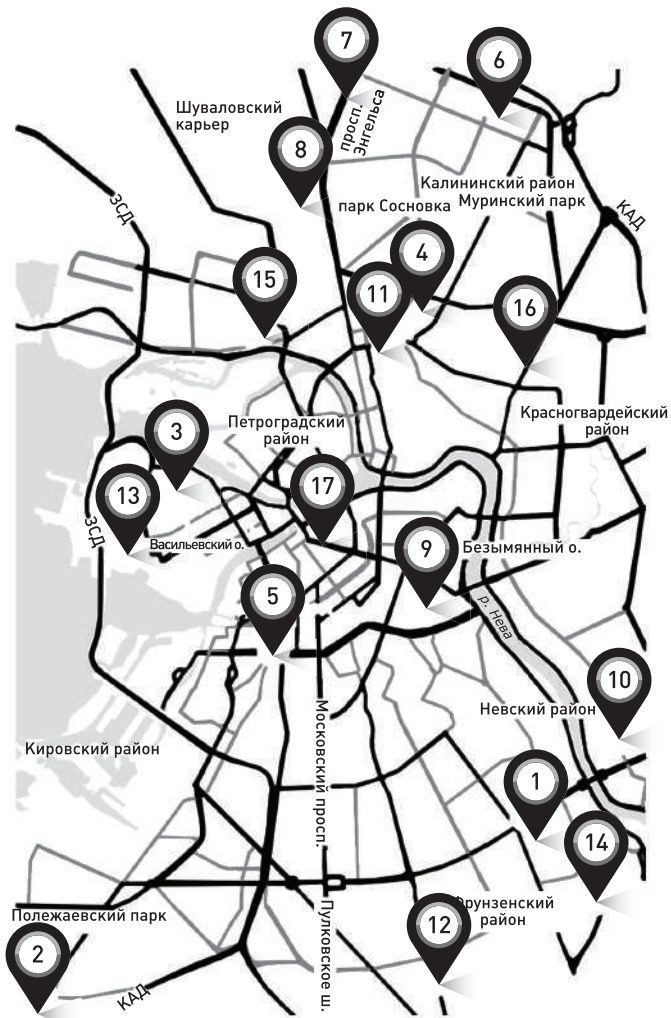 7
6
Шуваловский
карьер
просп.
Энгельса
8
Калининский район
Муринский парк
парк Сосновка
ЗСД
КАД
4
15
11
16
Красногвардейский
район
Петроградский
район
3
13
17
ЗСД
Васильевский о.
9
Безымянный о.
5
р. Нева
10
Невский район
Московский просп.
Кировский район
1
14
Полежаевский парк
12
Фрунзенский
район
2
Пулковское ш.
КАД